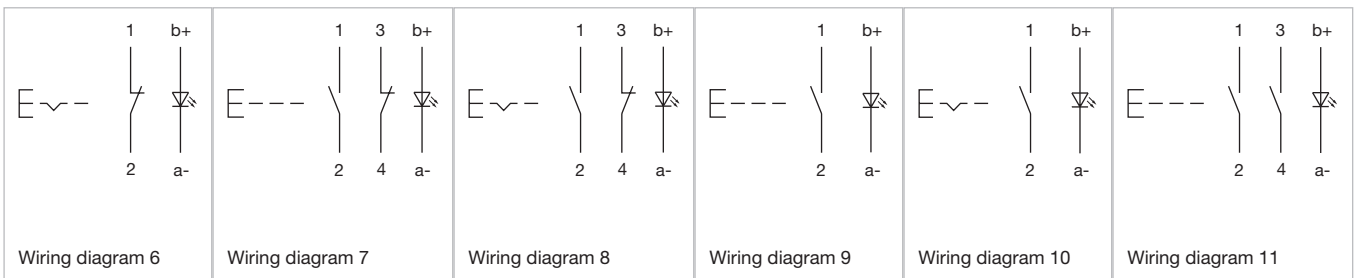 1 b+
2 a-
Wiring diagram 6
1 3 b+
2 4 a-
Wiring diagram 7
1 3 b+
2 4 a-
Wiring diagram 8
1 b+
2 a-
Wiring diagram 9
1 b+
2 a-
Wiring diagram 10
1 3 b+
2 4 a-
Wiring diagram 11